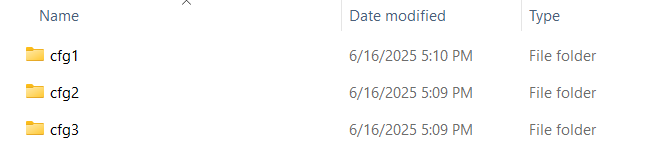 Name Date modified Type
cfg1 6/16/2025 5:10 PM File folder
cfg2 6/16/2025 5:09 PM File folder
cfg3 6/16/2025 5:09 PM File folder